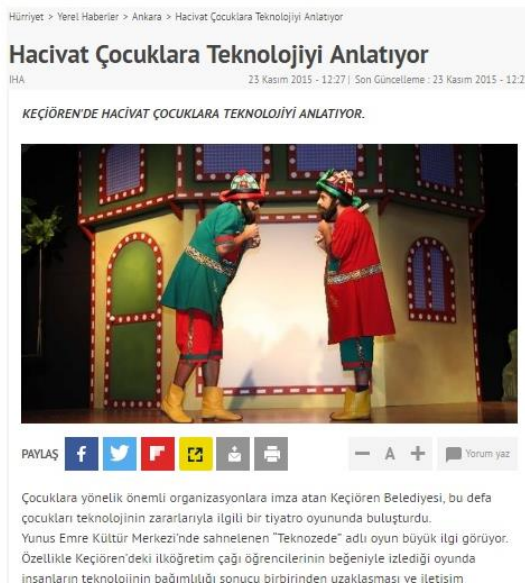 Hürriyet > Yerel Haberler > Ankara > Hacivat Çocuklara Teknolojiyi Anlatıyor
Hacivat Çocuklara Teknolojiyi Anlatıyor
IHA
23 Kasım 2015 - 12:27 | Son Güncelleme : 23 Kasım 2015 - 12:2
KEÇİÖREN'DE HACİVAT ÇOCUKLARA TEKNOLOJİYİ ANLATIYOR.
PAYLAŞ
A
Yorum yaz
Çocuklara yönelik önemli organizasyonlara imza atan Keçiören Belediyesi, bu defa
çocukları teknolojinin zararlarıyla ilgili bir tiyatro oyununda buluşturdu.
Yunus Emre Kültür Merkezi'nde sahnelenen "Teknozede" adlı oyun büyük ilgi görüyor.
Özellikle Keçiören'deki ilköğretim çağı öğrencilerinin beğeniyle izlediği oyunda
insanların teknolojinin bağımlılığı sonucu birbirinden uzaklaşması ve iletişim